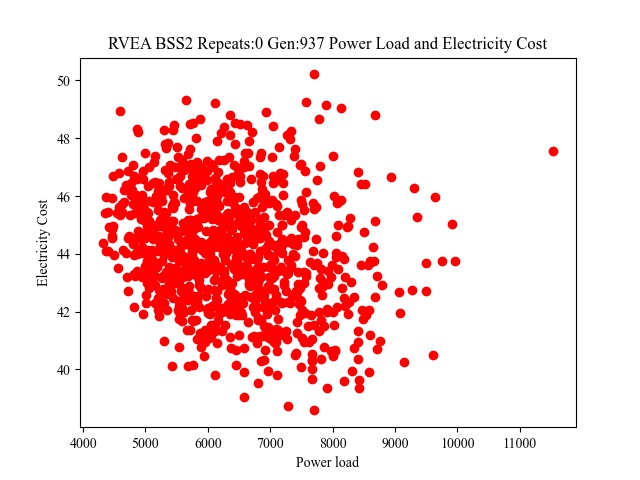 RVEA BSS2 Repeats:0 Gen:937 Power Load and Electricity Cost
50
48
46
44
42
40
Electricity Cost
4000 5000 6000 7000 8000 9000 10000 11000
Power load